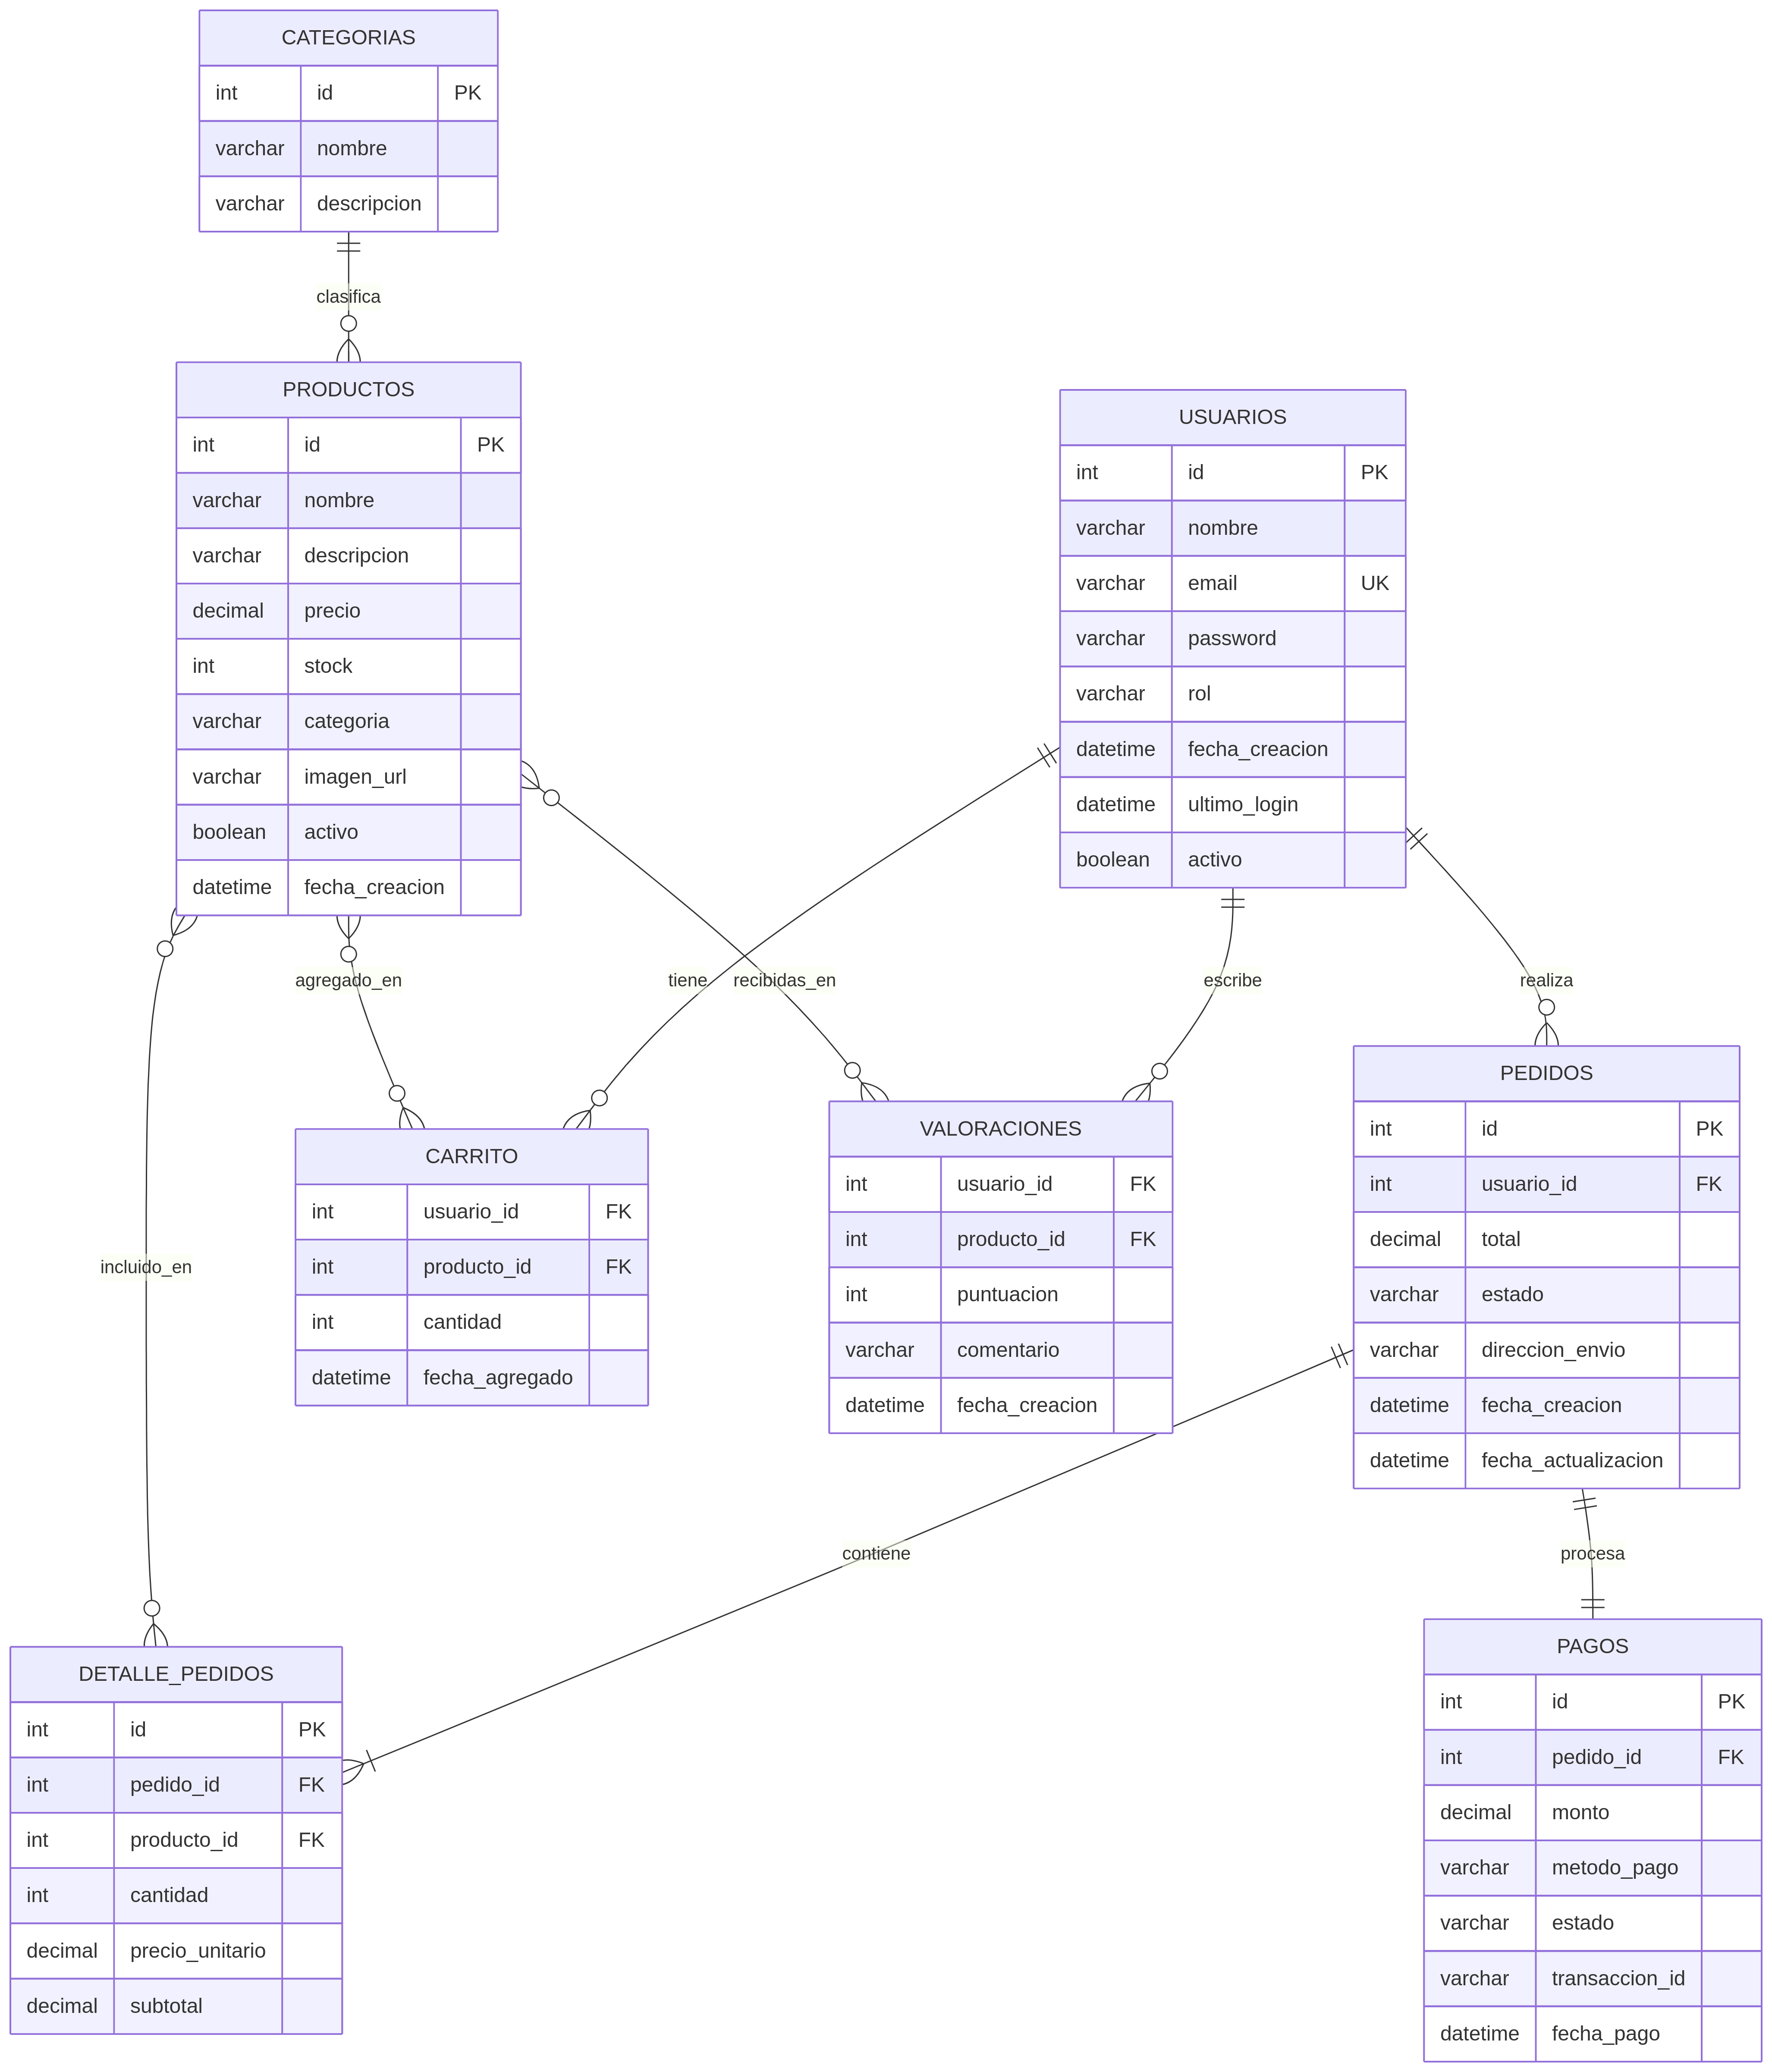 CATEGORIAS
int id PK
varchar nombre
varchar descripcion
clasifica
PRODUCTOS
int id PK
varchar nombre
varchar descripcion
decimal precio
int stock
varchar categoria
varchar imagen_url
boolean activo
datetime fecha_creacion
USUARIOS
int id PK
varchar nombre
varchar email UK
varchar password
varchar rol
datetime fecha_creacion
datetime ultimo_login
boolean activo
agregado_en
tiene
recibidas_en
escribe
realiza
CARRITO
int usuario_id FK
int producto_id FK
int cantidad
datetime fecha_agregado
VALORACIONES
int usuario_id FK
int producto_id FK
int puntuacion
varchar comentario
datetime fecha_creacion
PEDIDOS
int id PK
int usuario_id FK
decimal total
varchar estado
varchar direccion_envio
datetime fecha_creacion
datetime fecha_actualizacion
incluido_en
contiene
procesa
DETALLE_PEDIDOS
int id PK
int pedido_id FK
int producto_id FK
int cantidad
decimal precio_unitario
decimal subtotal
PAGOS
int id PK
int pedido_id FK
decimal monto
varchar metodo_pago
varchar estado
varchar transaccion_id
datetime fecha_pago